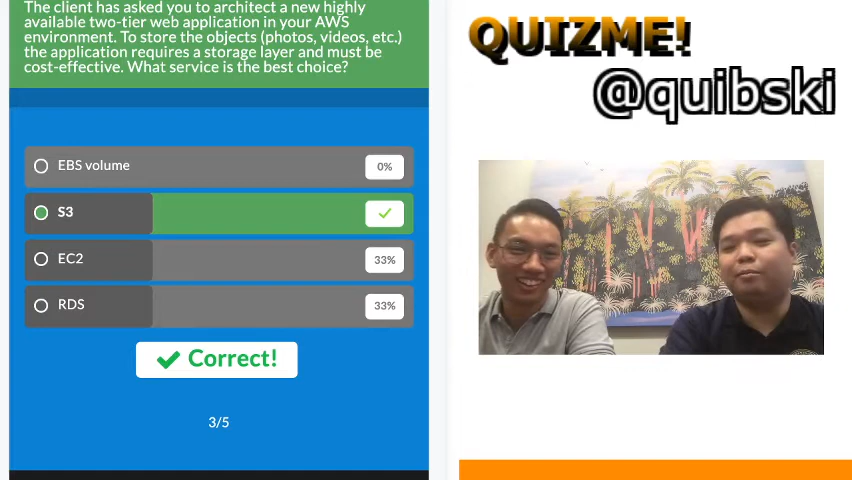 The client has asked you to architect a new highly
available two-tier web application in your AWS
environment. To store the objects (photos, videos, etc.)
the application requires a storage layer and must be
cost-effective. What service is the best choice?
EBS volume 0%
S3
EC2 33%
RDS 33%
Correct!
3/5
QUIZME!
@quibski